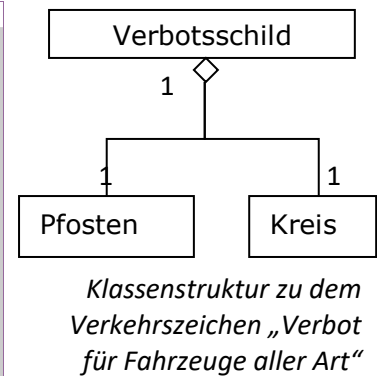 Verbotsschild
1
1
1
Pfosten
Kreis
Klassenstruktur zu dem
Verkehrszeichen „Verbot
für Fahrzeuge aller Art“